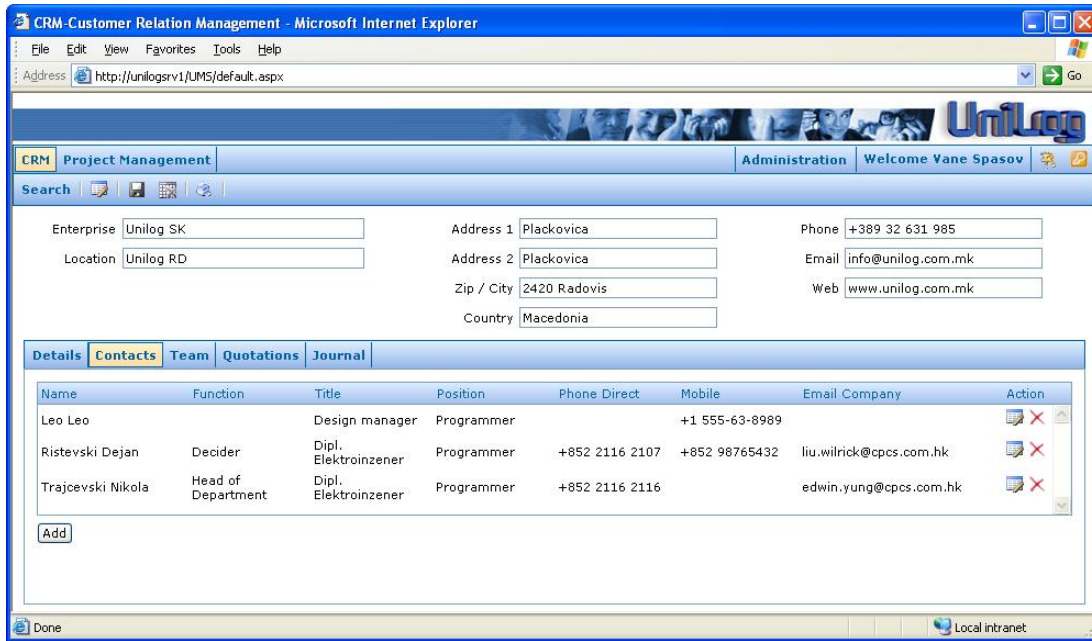 CRM-Customer Relation Management - Microsoft Internet Explorer
File Edit View Favorites Tools Help
Address http://unilogsrv1/UMS/default.aspx Go
UniLog
CRM Project Management Administration Welcome Vane Spasov
Search
Enterprise Unilog SK Address 1 Plackovica Phone +389 32 631 985
Location Unilog RD Address 2 Plackovica Email info@unilog.com.mk
Zip / City 2420 Radovis Web www.unilog.com.mk
Country Macedonia
Details Contacts Team Quotations Journal
Name Function Title Position Phone Direct Mobile Email Company Action
Leo Leo Design manager Programmer +1 555-63-8989
Ristevski Dejan Decider Dipl. Elektroinzener Programmer +852 2116 2107 +852 98765432 liu.wilrick@cpcs.com.hk
Trajcevski Nikola Head of Department Dipl. Elektroinzener Programmer +852 2116 2116 edwin.yung@cpcs.com.hk
Add
Done Local intranet